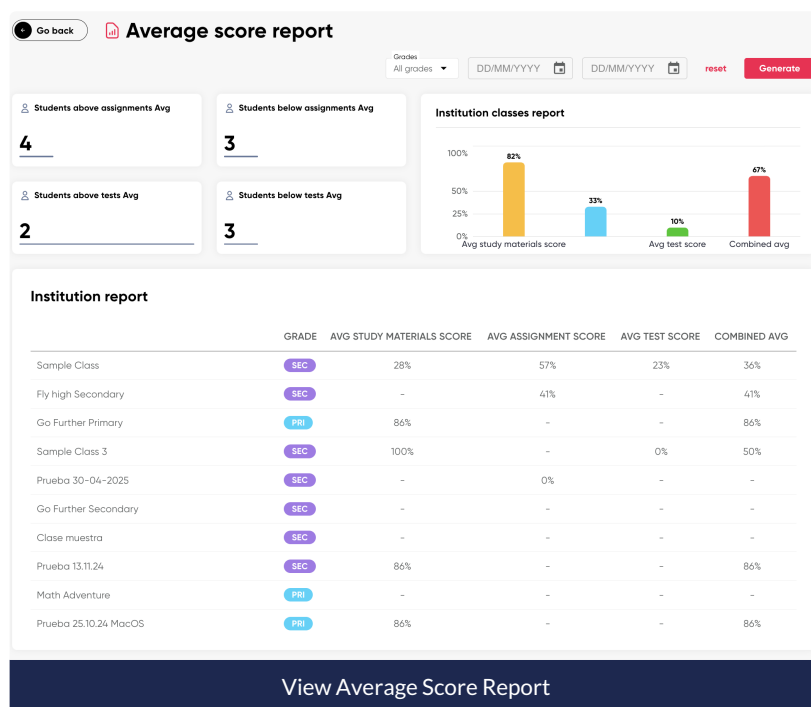 Go back
Average score report
Grades
All grades
DD/MM/YYYY
DD/MM/YYYY
reset
Generate
Students above assignments Avg
4
Students below assignments Avg
3
Students above tests Avg
2
Students below tests Avg
3
Institution classes report
100%
50%
25%
0%
82%
33%
10%
67%
Avg study materials score
Avg test score
Combined avg
Institution report
GRADE AVG STUDY MATERIALS SCORE AVG ASSIGNMENT SCORE AVG TEST SCORE COMBINED AVG
Sample Class SEC 28% 57% 23% 36%
Fly high Secondary SEC - 41% - 41%
Go Further Primary PRI 86% - - 86%
Sample Class 3 SEC 100% - 0% 50%
Prueba 30-04-2025 SEC - 0% - -
Go Further Secondary SEC - - - -
Clase muestra SEC - - - -
Prueba 13.11.24 SEC 86% - - 86%
Math Adventure PRI - - - -
Prueba 25.10.24 MacOS PRI 86% - - 86%
View Average Score Report